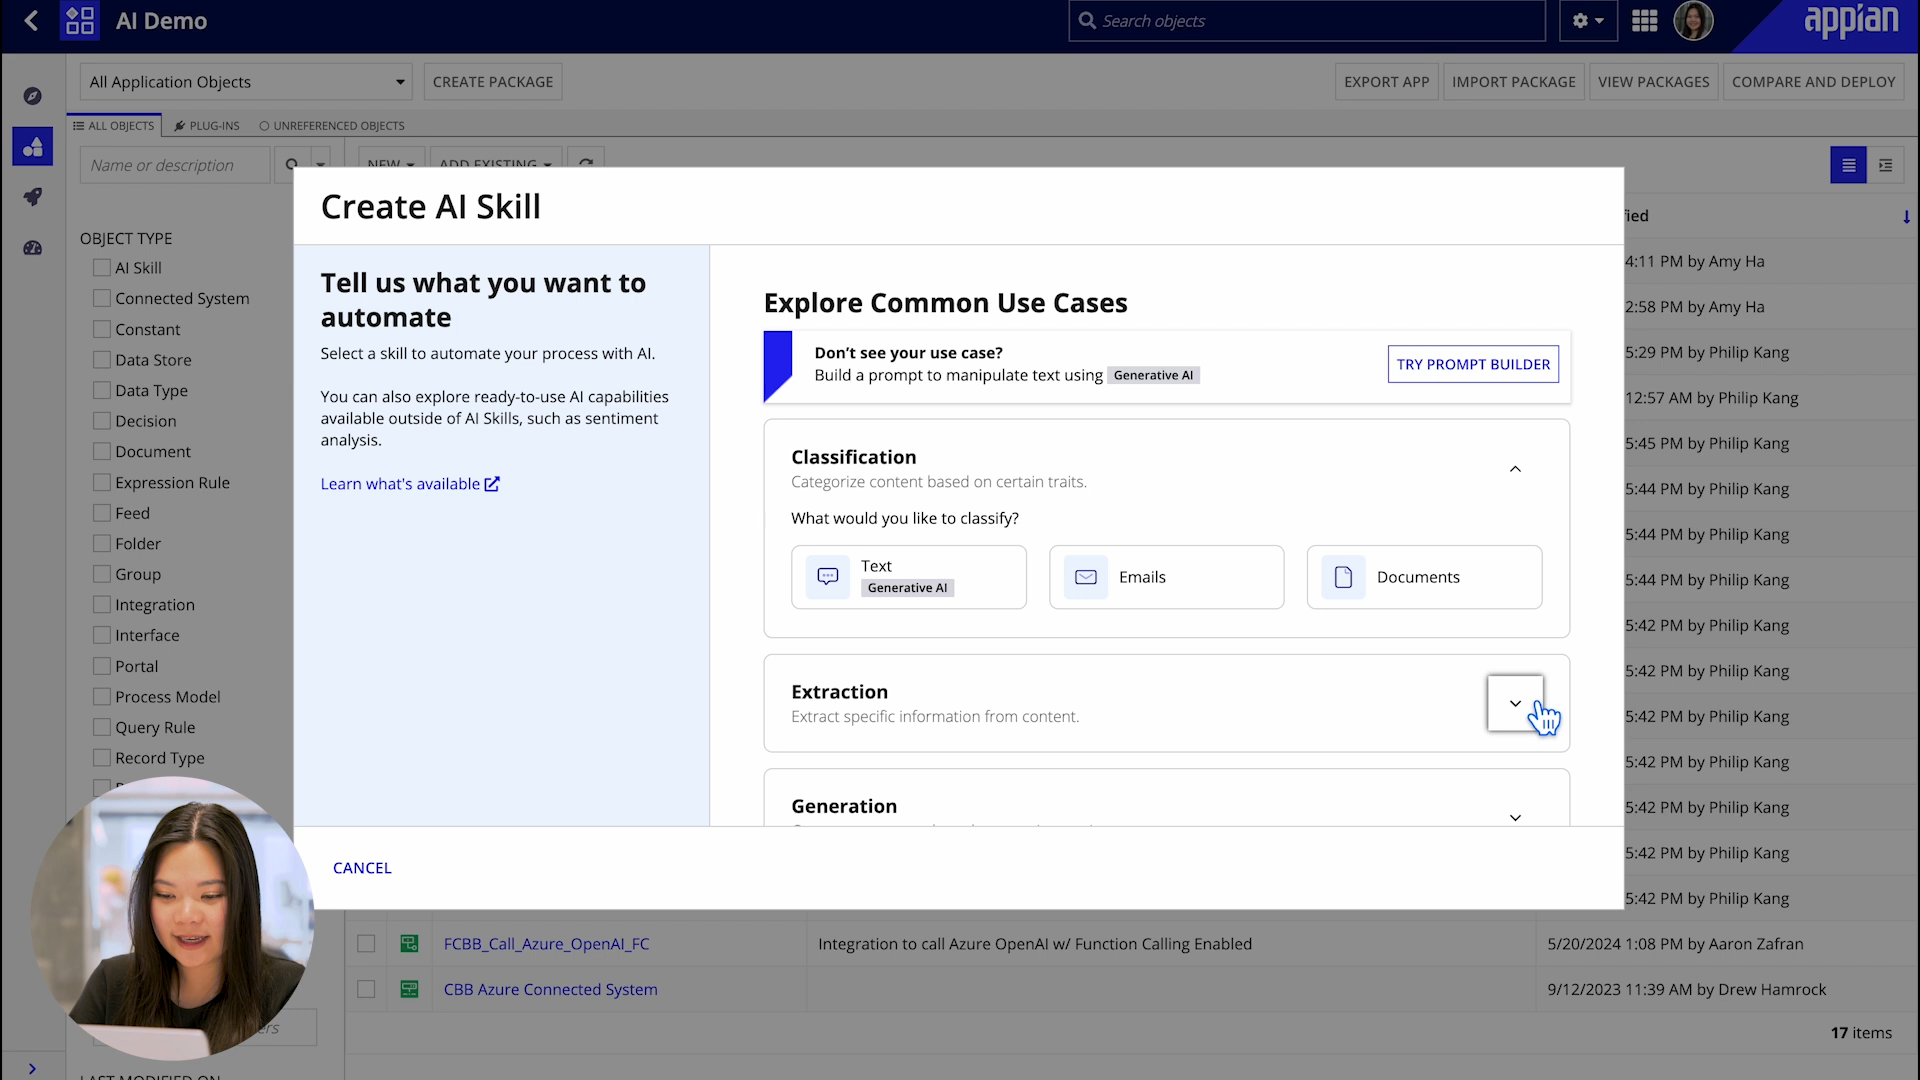 AI Demo
Search objects
appian
All Application Objects
CREATE PACKAGE
EXPORT APP
IMPORT PACKAGE
VIEW PACKAGES
COMPARE AND DEPLOY
ALL OBJECTS
PLUG-INS
UNREFERENCED OBJECTS
Name or description
NEW
ADD EXISTING
OBJECT TYPE
AI Skill
Connected System
Constant
Data Store
Data Type
Decision
Document
Expression Rule
Feed
Folder
Group
Integration
Interface
Portal
Process Model
Query Rule
Record Type
Create AI Skill
Tell us what you want to
automate
Select a skill to automate your process with AI.
You can also explore ready-to-use AI capabilities
available outside of AI Skills, such as sentiment
analysis.
Learn what's available
Explore Common Use Cases
Don't see your use case?
Build a prompt to manipulate text using Generative AI
TRY PROMPT BUILDER
Classification
Categorize content based on certain traits.
What would you like to classify?
Text
Generative AI
Emails
Documents
Extraction
Extract specific information from content.
Generation
CANCEL
4:11 PM by Amy Ha
2:58 PM by Amy Ha
5:29 PM by Philip Kang
12:57 AM by Philip Kang
5:45 PM by Philip Kang
5:44 PM by Philip Kang
5:44 PM by Philip Kang
5:44 PM by Philip Kang
5:42 PM by Philip Kang
5:42 PM by Philip Kang
5:42 PM by Philip Kang
5:42 PM by Philip Kang
5:42 PM by Philip Kang
5:42 PM by Philip Kang
5:42 PM by Philip Kang
FCBB_Call_Azure_OpenAI_FC
Integration to call Azure OpenAI w/ Function Calling Enabled
5/20/2024 1:08 PM by Aaron Zafran
CBB Azure Connected System
9/12/2023 11:39 AM by Drew Hamrock
17 items
LAST MODIFIED ON